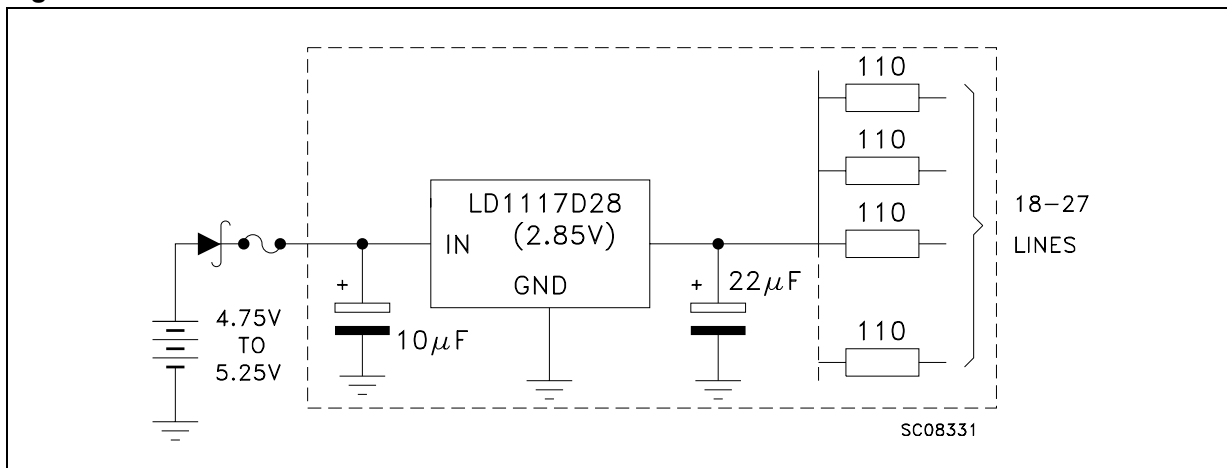 110
110
LD1117D28
(2.85V)
110
18-27
LINES
IN
GND
+
10µF
+
22µF
4.75V
TO
5.25V
110
SC08331